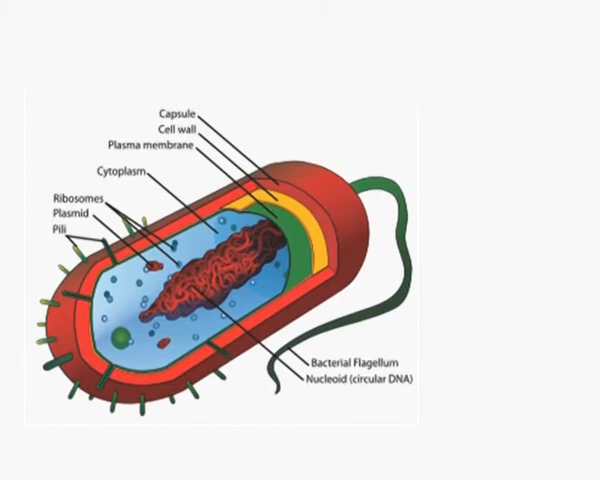 Capsule
Cell wall
Plasma membrane
Cytoplasm
Ribosomes
Plasmid
Pili
Bacterial Flagellum
Nucleoid (circular DNA)